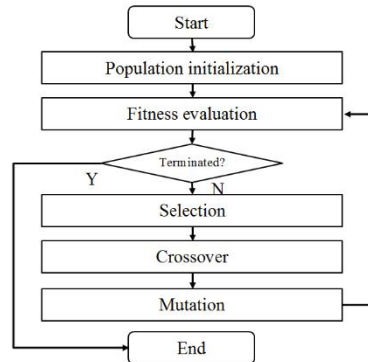 Start
Population initialization
Fitness evaluation
Terminated?
Y
N
Selection
Crossover
Mutation
End